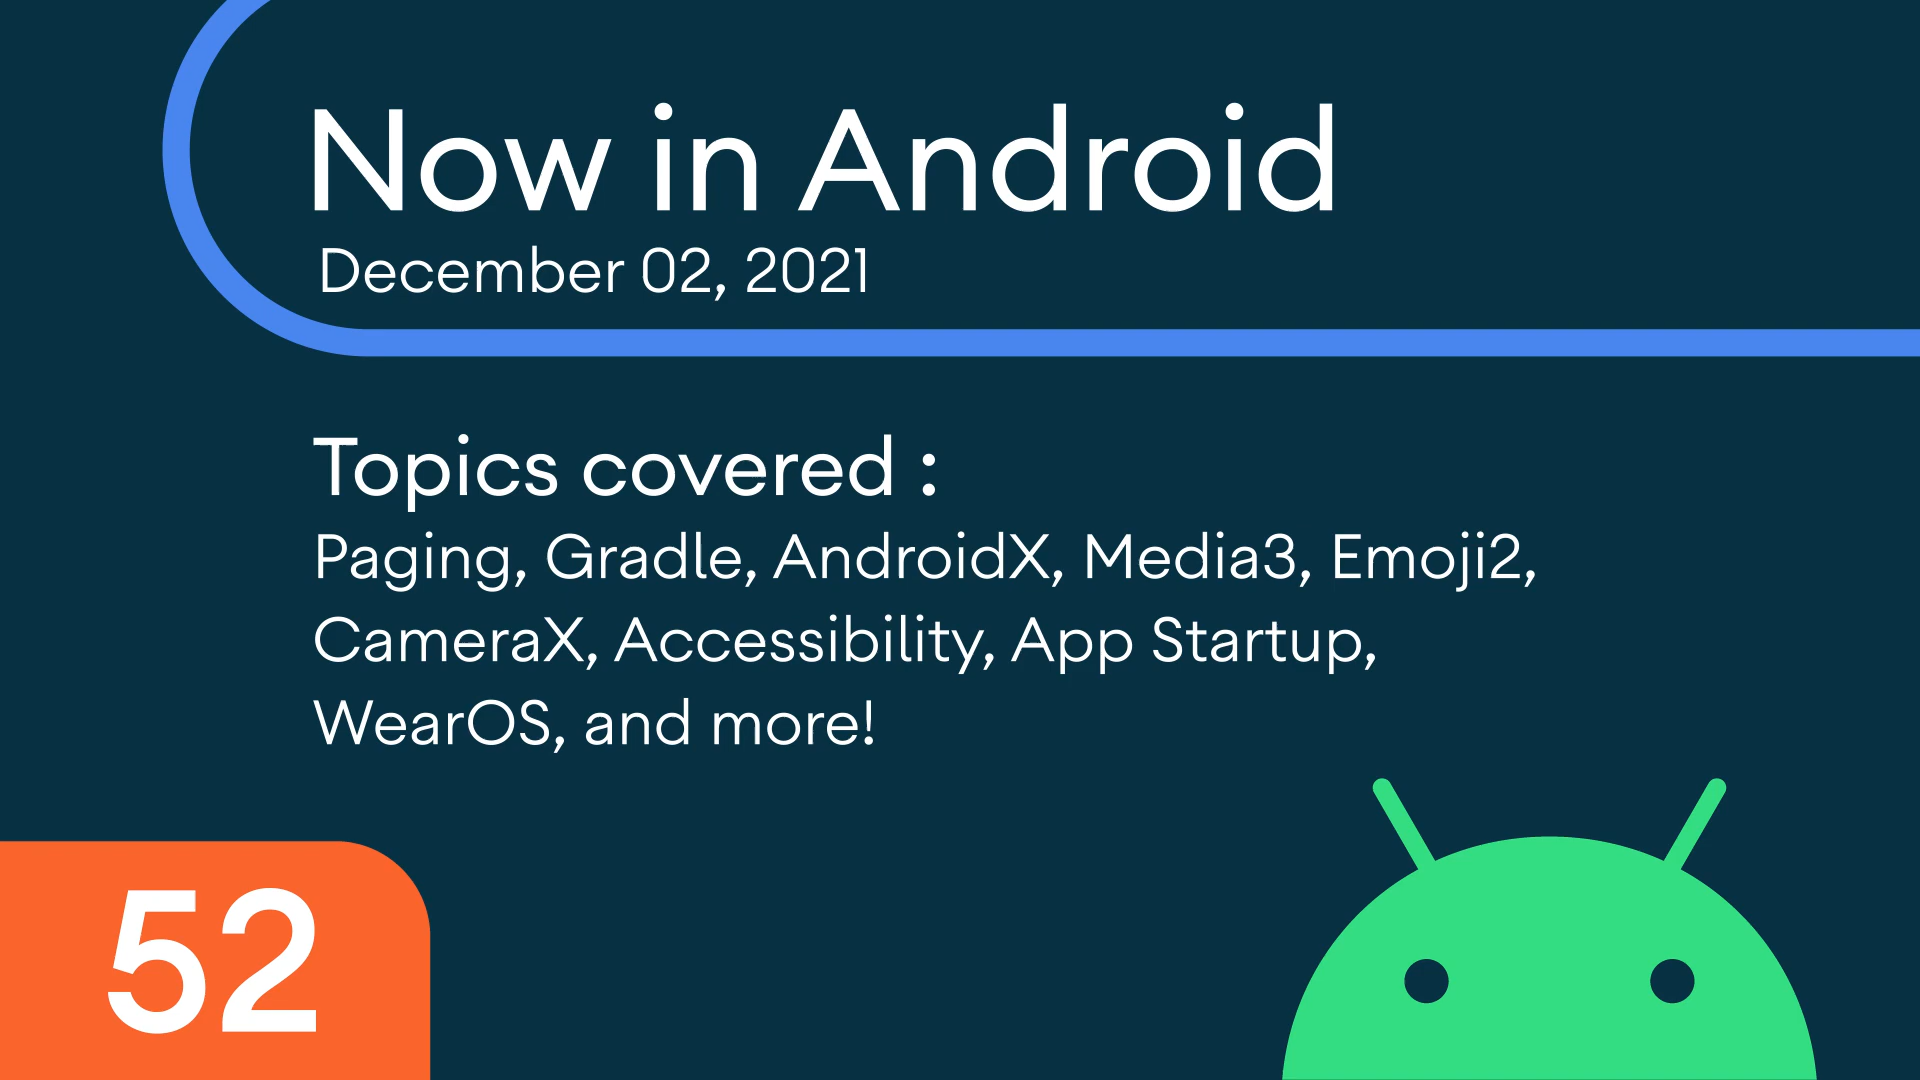 Now in Android
December 02, 2021
Topics covered :
Paging, Gradle, AndroidX, Media3, Emoji2,
CameraX, Accessibility, App Startup,
WearOS, and more!
52